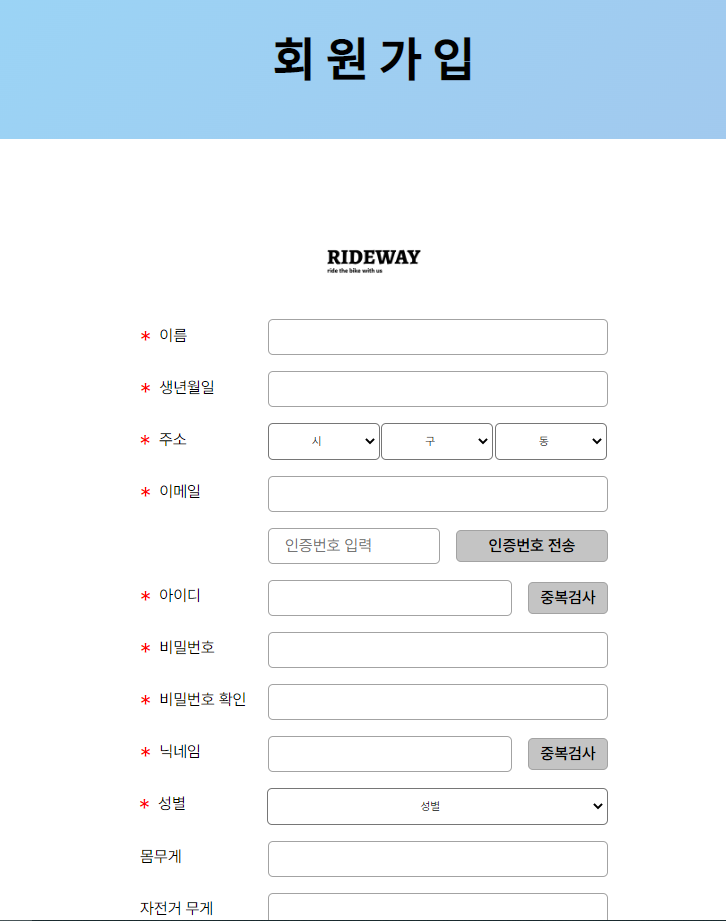 회원가입
RIDEWAY
ride the bike with us
* 이름
* 생년월일
* 주소 시 구 동
* 이메일
인증번호 입력 인증번호 전송
* 아이디 중복검사
* 비밀번호
* 비밀번호 확인
* 닉네임 중복검사
* 성별 성별
몸무게
자전거 무게